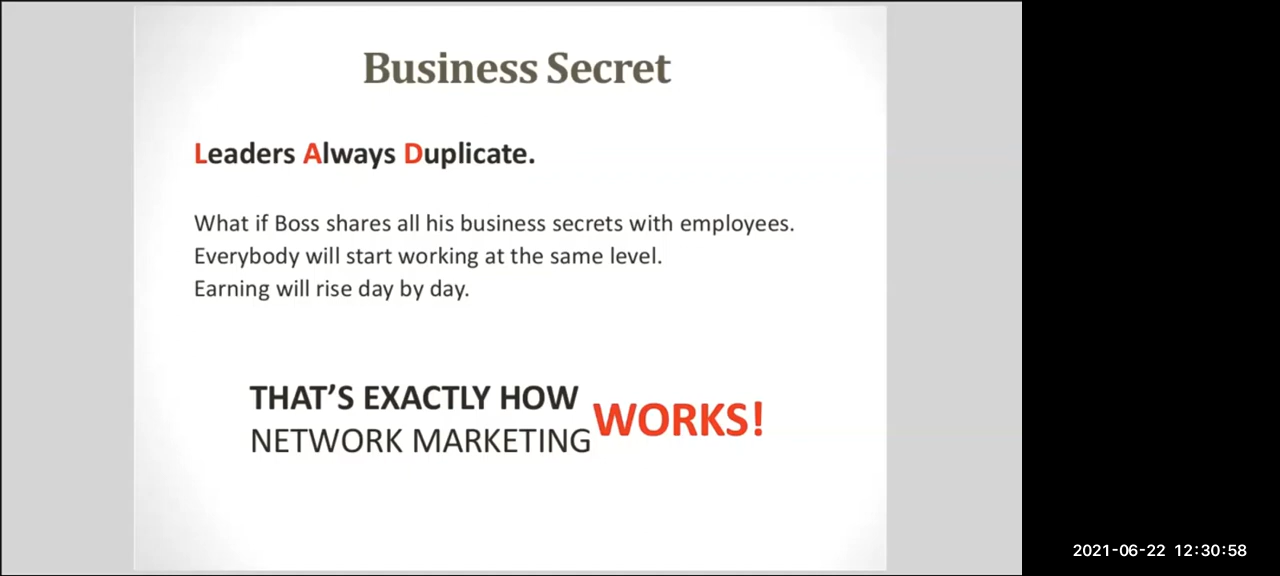 Business Secret
Leaders Always Duplicate.
What if Boss shares all his business secrets with employees.
Everybody will start working at the same level.
Earning will rise day by day.
THAT’S EXACTLY HOW
NETWORK MARKETING
WORKS!
2021-06-22 12:30:58